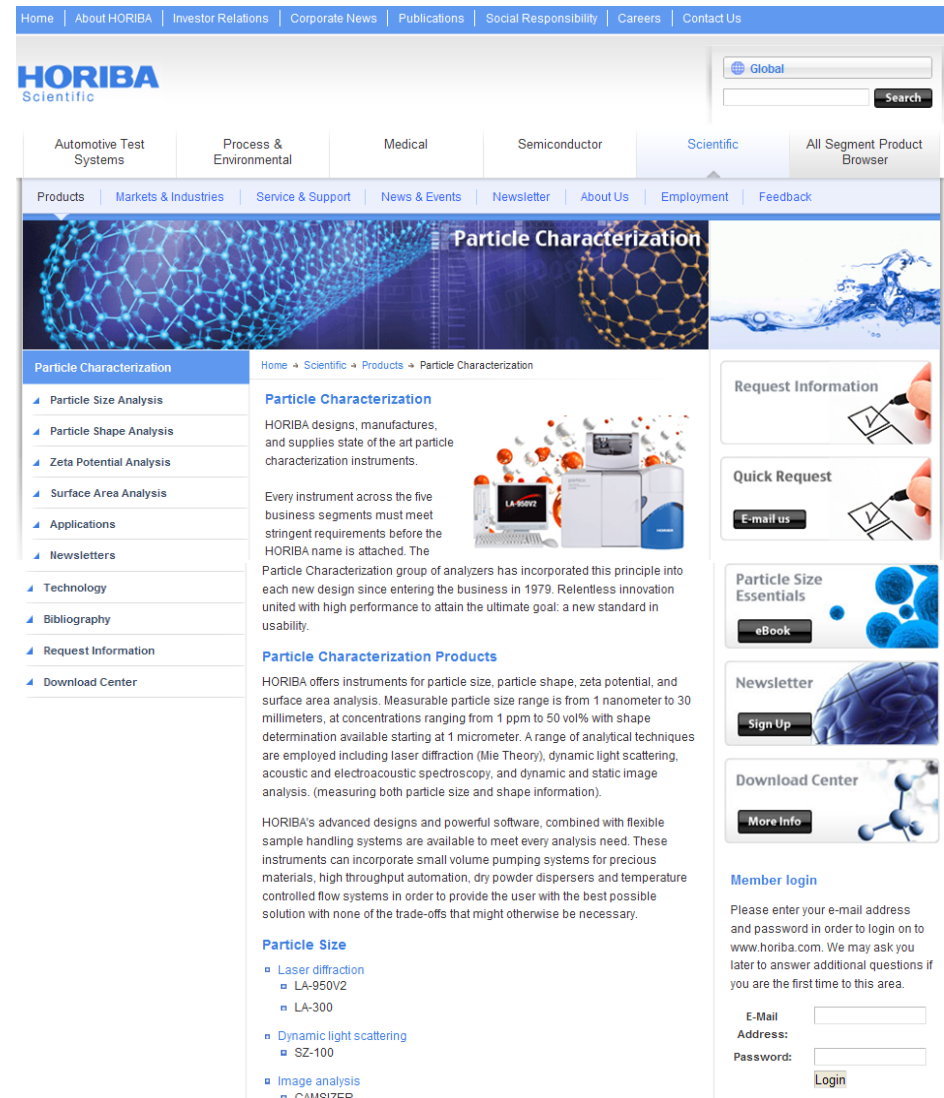 Home | About HORIBA | Investor Relations | Corporate News | Publications | Social Responsibility | Careers | Contact Us
HORIBA
Scientific
Global
Search
Automotive Test Systems
Process & Environmental
Medical
Semiconductor
Scientific
All Segment Product Browser
Products | Markets & Industries | Service & Support | News & Events | Newsletter | About Us | Employment | Feedback
Particle Characterization
Particle Characterization
Particle Size Analysis
Particle Shape Analysis
Zeta Potential Analysis
Surface Area Analysis
Applications
Newsletters
Technology
Bibliography
Request Information
Download Center
Home → Scientific → Products → Particle Characterization
Particle Characterization
HORIBA designs, manufactures,
and supplies state of the art particle
characterization instruments.
Every instrument across the five
business segments must meet
stringent requirements before the
HORIBA name is attached. The
Particle Characterization group of analyzers has incorporated this principle into
each new design since entering the business in 1979. Relentless innovation
united with high performance to attain the ultimate goal: a new standard in
usability.
LA-950V2
Particle Characterization Products
HORIBA offers instruments for particle size, particle shape, zeta potential, and
surface area analysis. Measurable particle size range is from 1 nanometer to 30
millimeters, at concentrations ranging from 1 ppm to 50 vol% with shape
determination available starting at 1 micrometer. A range of analytical techniques
are employed including laser diffraction (Mie Theory), dynamic light scattering,
acoustic and electroacoustic spectroscopy, and dynamic and static image
analysis. (measuring both particle size and shape information).
HORIBA's advanced designs and powerful software, combined with flexible
sample handling systems are available to meet every analysis need. These
instruments can incorporate small volume pumping systems for precious
materials, high throughput automation, dry powder dispersers and temperature
controlled flow systems in order to provide the user with the best possible
solution with none of the trade-offs that might otherwise be necessary.
Particle Size
Laser diffraction
LA-950V2
LA-300
Dynamic light scattering
SZ-100
Image analysis
CAMSIZER
Request Information
Quick Request
E-mail us
Particle Size
Essentials
eBook
Newsletter
Sign Up
Download Center
More Info
Member login
Please enter your e-mail address
and password in order to login on to
www.horiba.com. We may ask you
later to answer additional questions if
you are the first time to this area.
E-Mail
Address:
Password:
Login